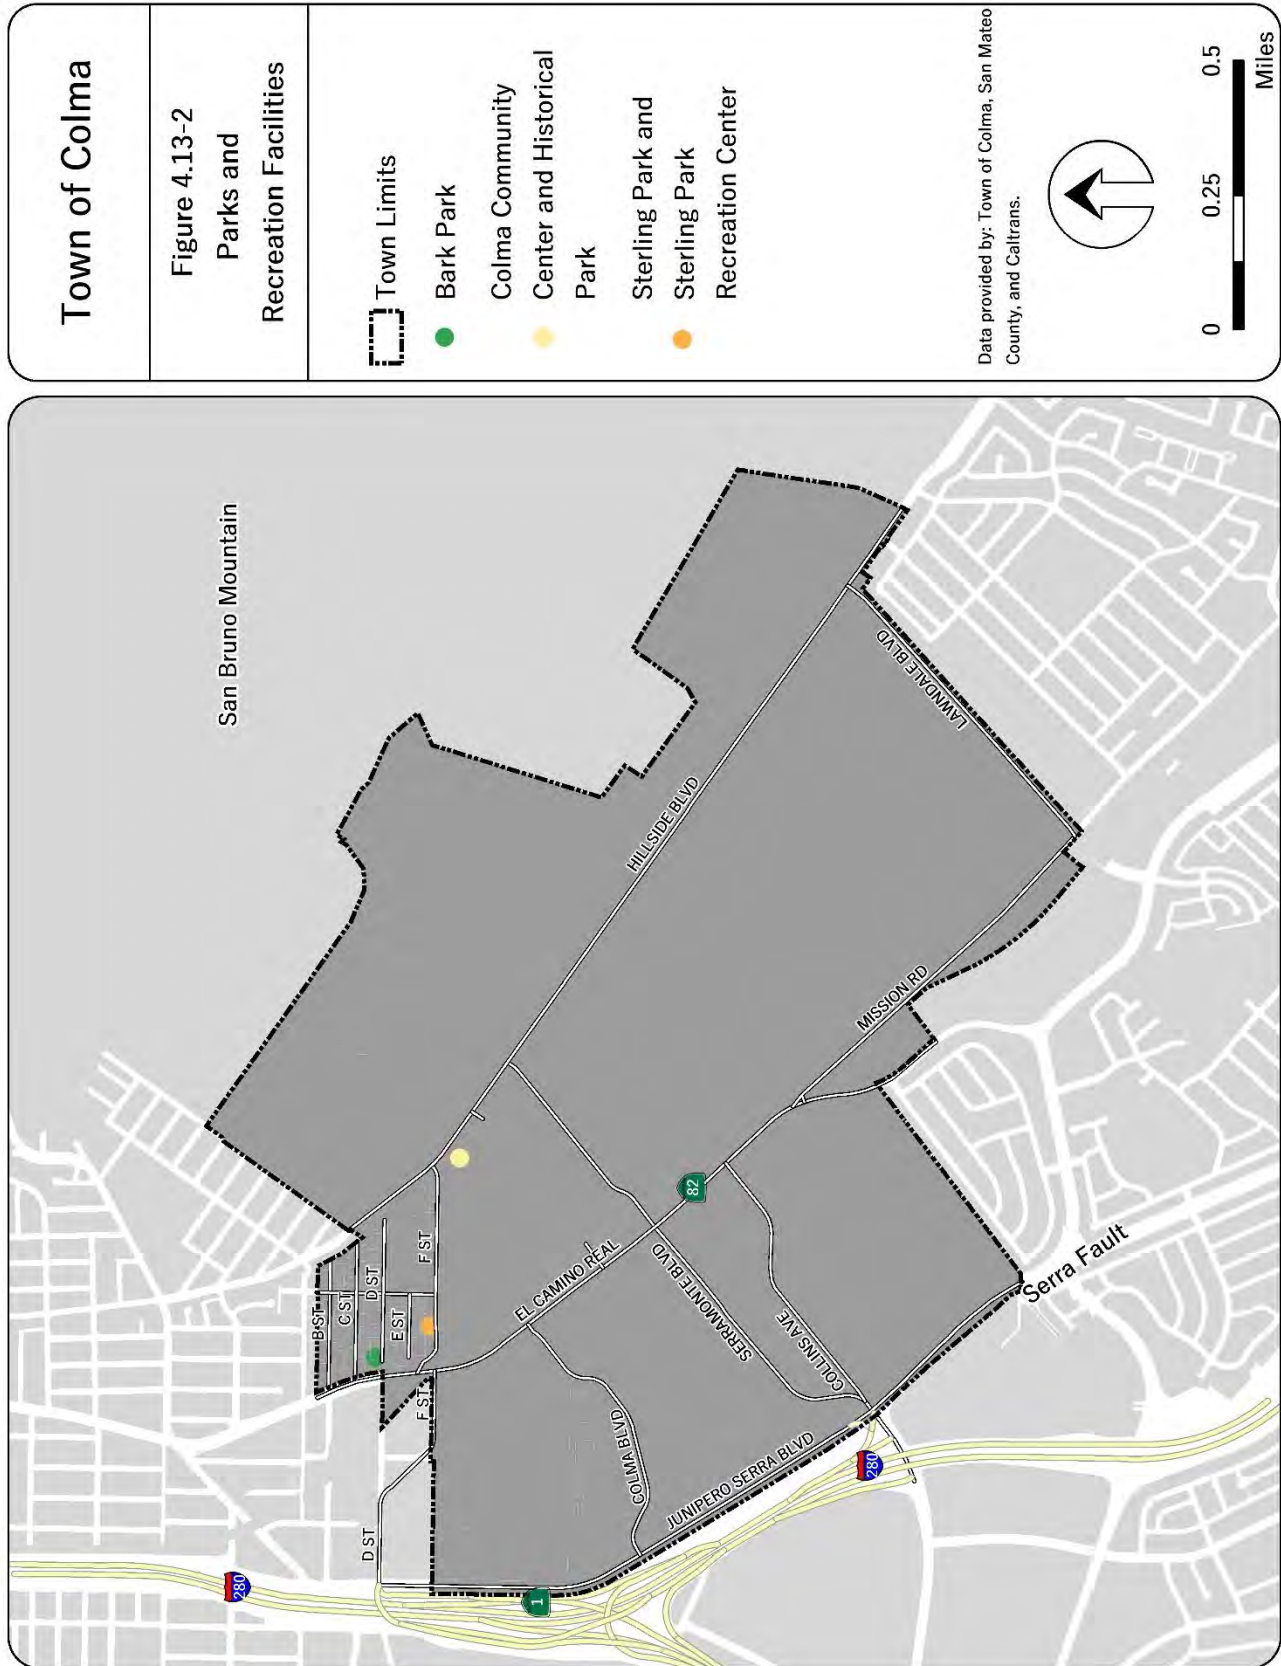 Town of Colma
Figure 4.13-2
Parks and
Recreation Facilities
Town Limits
Bark Park
Colma Community
Center and Historical
Park
Sterling Park and
Sterling Park
Recreation Center
Data provided by: Town of Colma, San Mateo
County, and Caltrans.
0 0.25 0.5
Miles
San Bruno Mountain
B ST
C ST
D ST
E ST
F ST
F ST
D ST
HILLSIDE BLVD
LAWNDALE BLVD
MISSION RD
EL CAMINO REAL
82
SERRAMONTE BLVD
COLLINS AVE
COLMA BLVD
JUNIPERO SERRA BLVD
280
280
1
Serra Fault